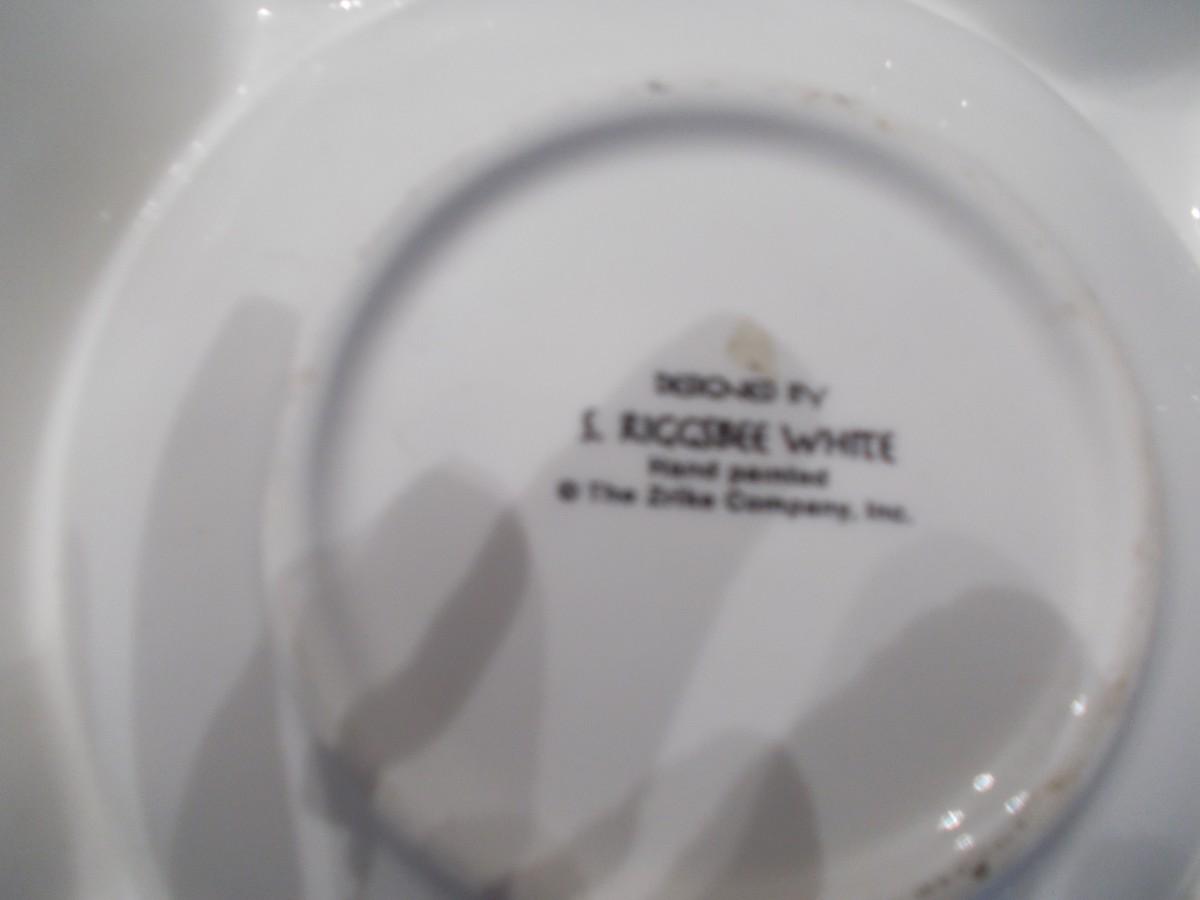 DESIGNED BY
S. RIGGSBEE WHITE
Hand painted
© The Zrike Company, Inc.